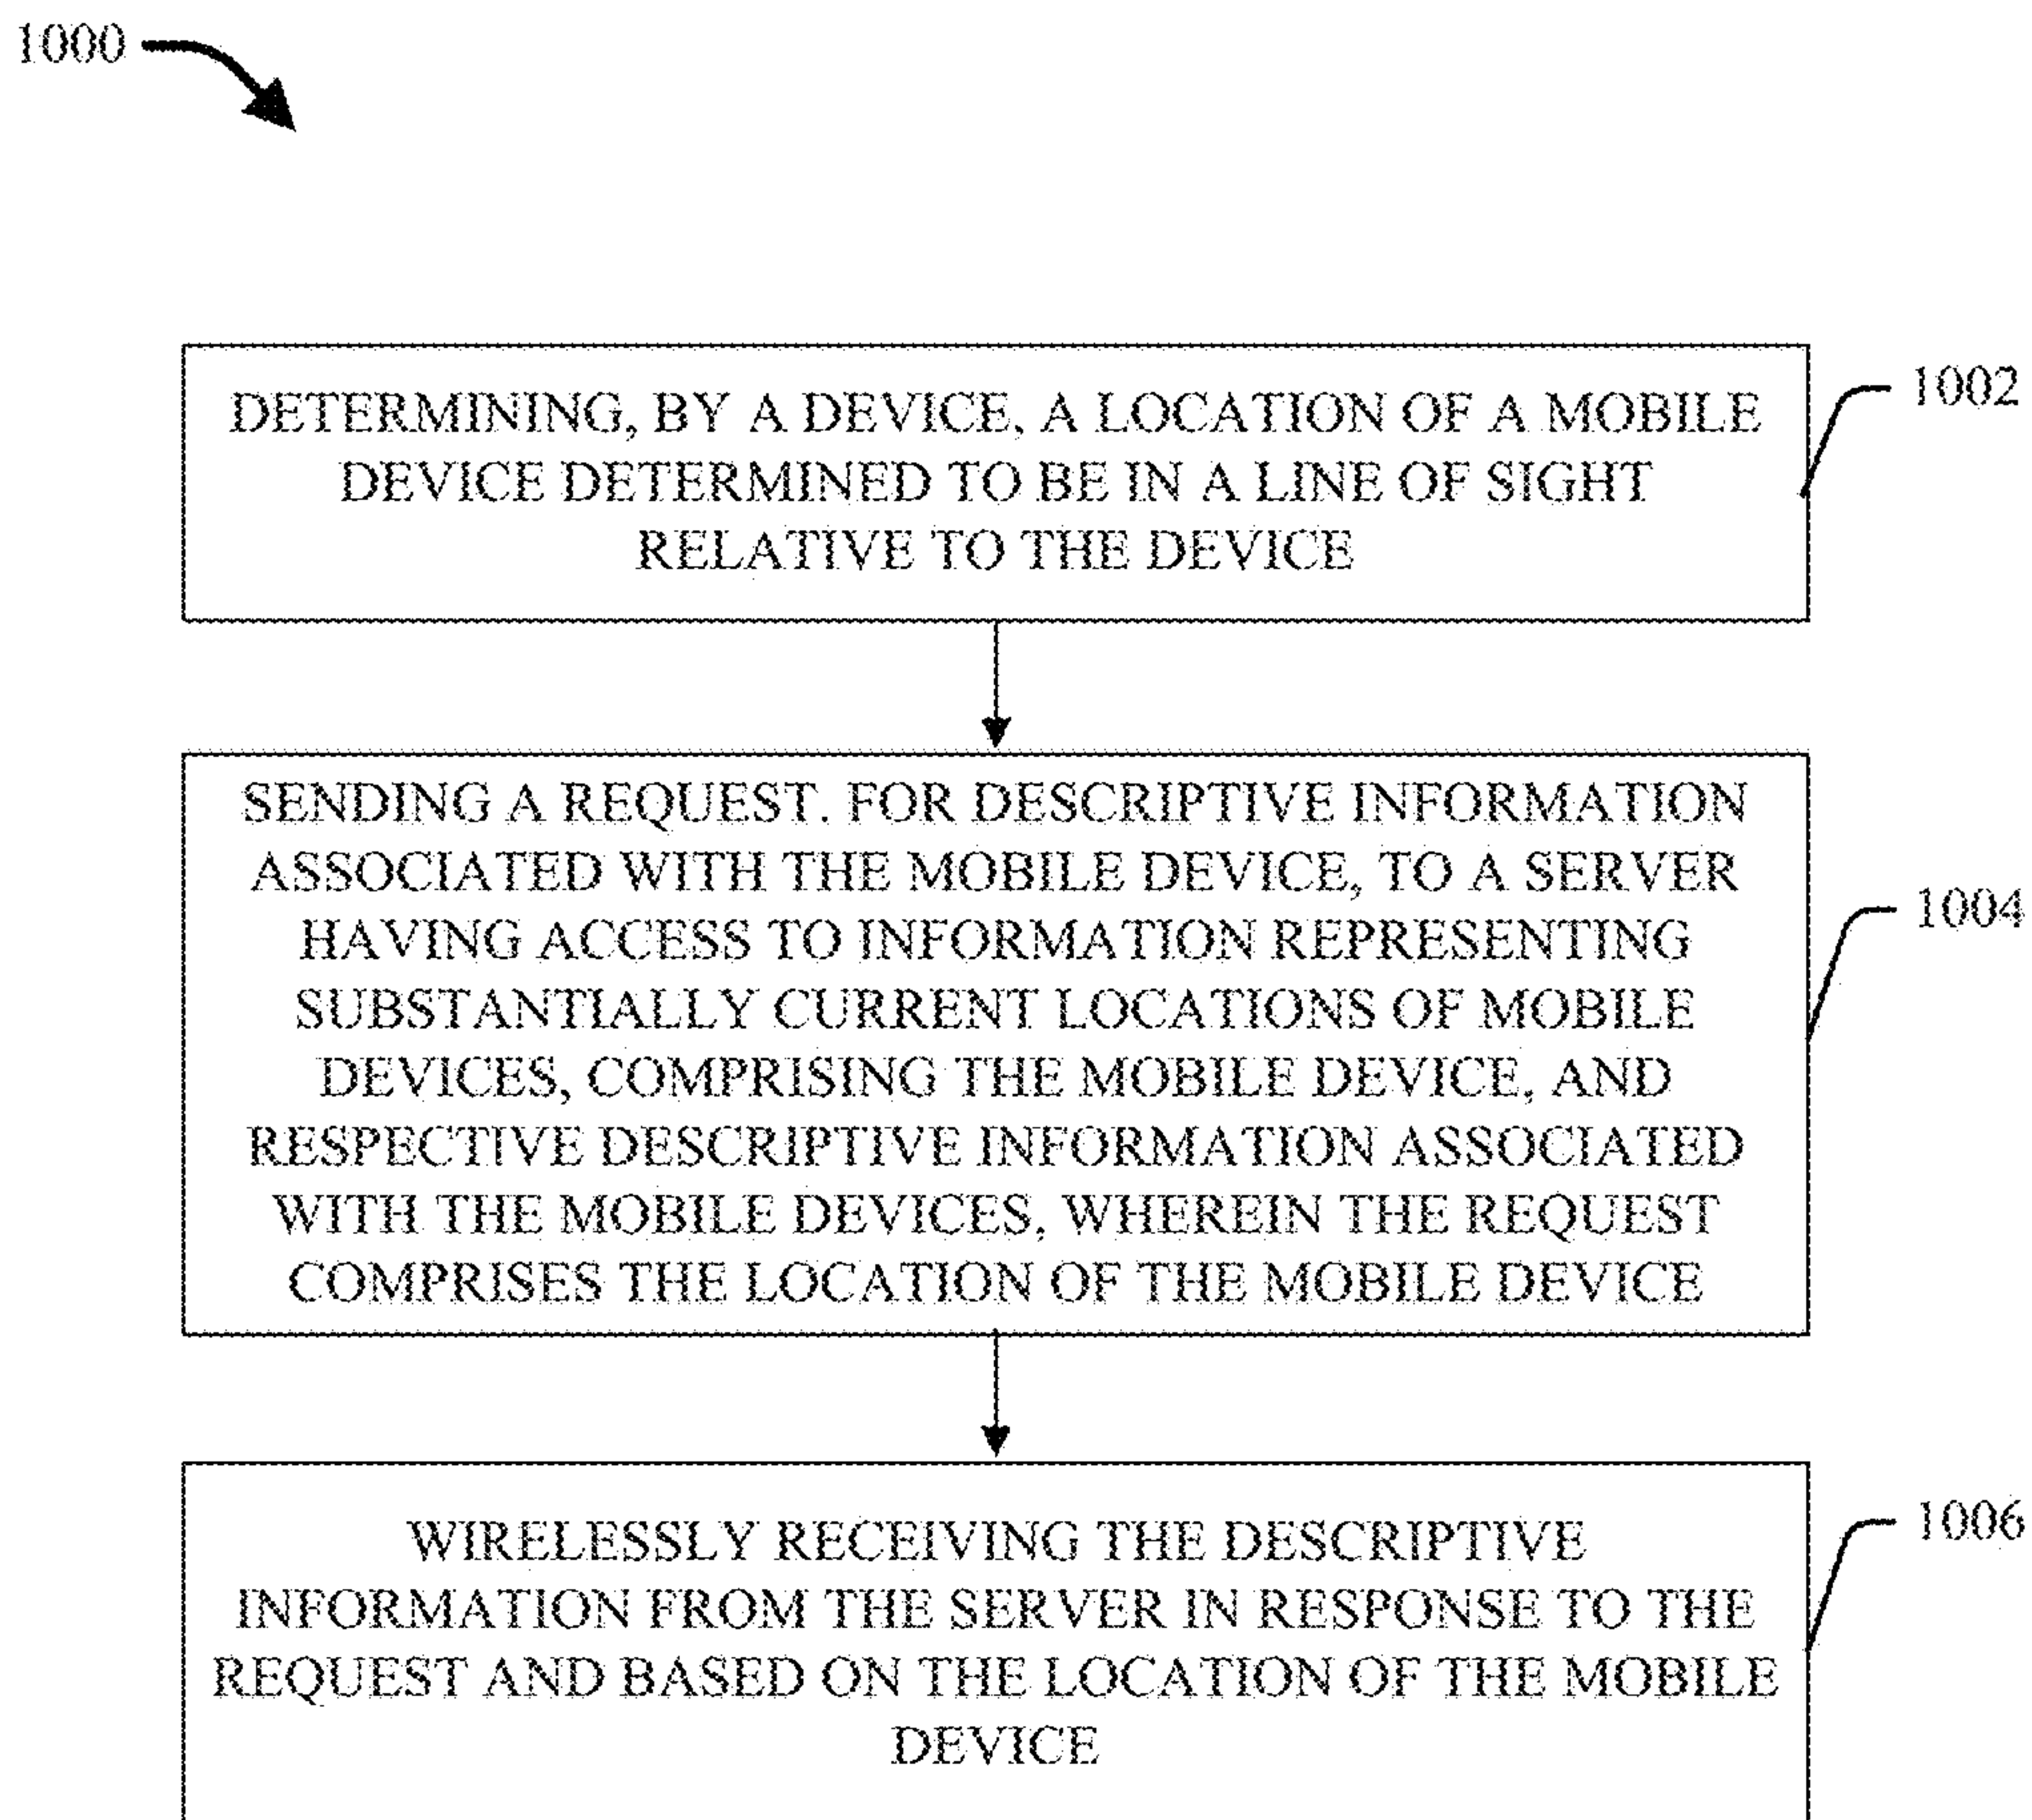 1000
DETERMINING, BY A DEVICE, A LOCATION OF A MOBILE
DEVICE DETERMINED TO BE IN A LINE OF SIGHT
RELATIVE TO THE DEVICE
1002
SENDING A REQUEST. FOR DESCRIPTIVE INFORMATION
ASSOCIATED WITH THE MOBILE DEVICE, TO A SERVER
HAVING ACCESS TO INFORMATION REPRESENTING
SUBSTANTIALLY CURRENT LOCATIONS OF MOBILE
DEVICES, COMPRISING THE MOBILE DEVICE, AND
RESPECTIVE DESCRIPTIVE INFORMATION ASSOCIATED
WITH THE MOBILE DEVICES, WHEREIN THE REQUEST
COMPRISES THE LOCATION OF THE MOBILE DEVICE
1004
WIRELESSLY RECEIVING THE DESCRIPTIVE
INFORMATION FROM THE SERVER IN RESPONSE TO THE
REQUEST AND BASED ON THE LOCATION OF THE MOBILE
DEVICE
1006